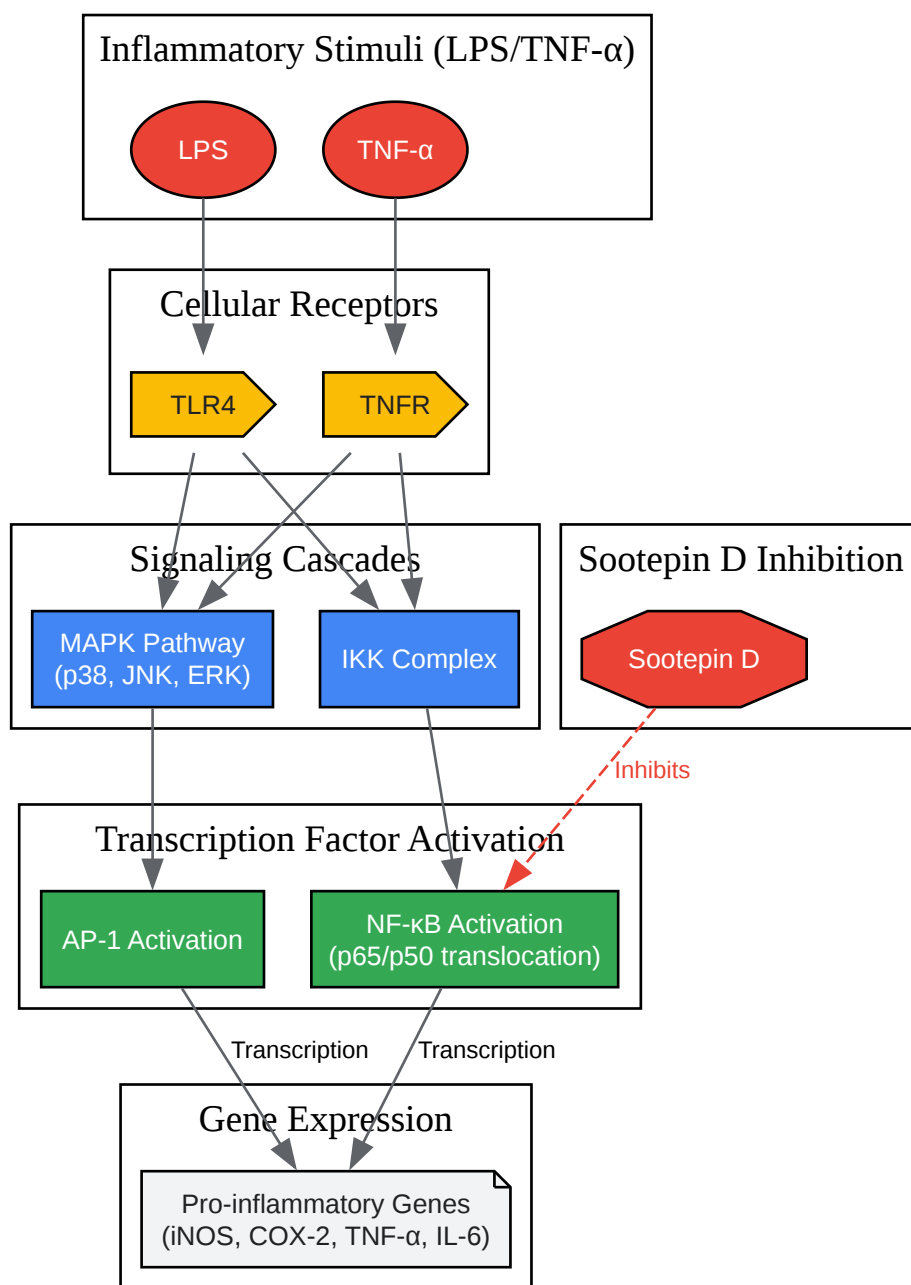 Inflammatory Stimuli (LPS/TNF-α)
LPS
TNF-α
Cellular Receptors
TLR4
TNFR
Signaling Cascades
MAPK Pathway
(p38, JNK, ERK)
IKK Complex
Sootepin D Inhibition
Sootepin D
Inhibits
Transcription Factor Activation
AP-1 Activation
NF-κB Activation
(p65/p50 translocation)
Transcription
Transcription
Gene Expression
Pro-inflammatory Genes
(iNOS, COX-2, TNF-α, IL-6)